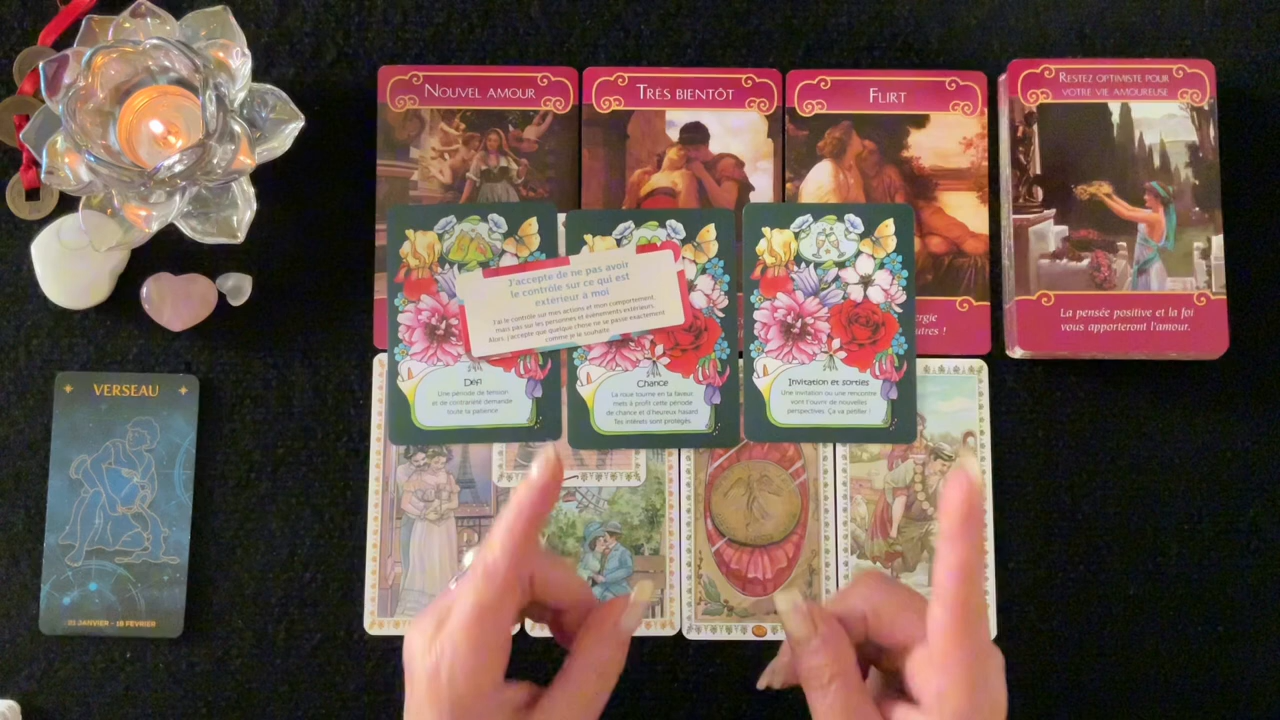 NOUVEL AMOUR
TRÈS BIENTÔT
FLIRT
RESTEZ OPTIMISTE POUR
VOTRE VIE AMOUREUSE
La pensée positive et la foi
vous apporteront l'amour.
J'accepte de ne pas avoir
le contrôle sur ce qui est
extérieur à moi
J'ai le contrôle sur mes actions et mon comportement,
mais pas sur les personnes et événements extérieurs.
Alors, j'accepte que quelque chose ne se passe exactement
comme je le souhaite.
Défi
Une période de tension
et de contrariété demande
toute ta patience
Chance
La roue tourne en ta faveur
mets à profit cette période
de chance et d'heureux hasard
Tes intérêts sont protégés.
Invitation et sorties
Une invitation ou une rencontre
vont t'ouvrir de nouvelles
perspectives. Ça va pétiller !
VERSEAU
21 JANVIER - 18 FÉVRIER